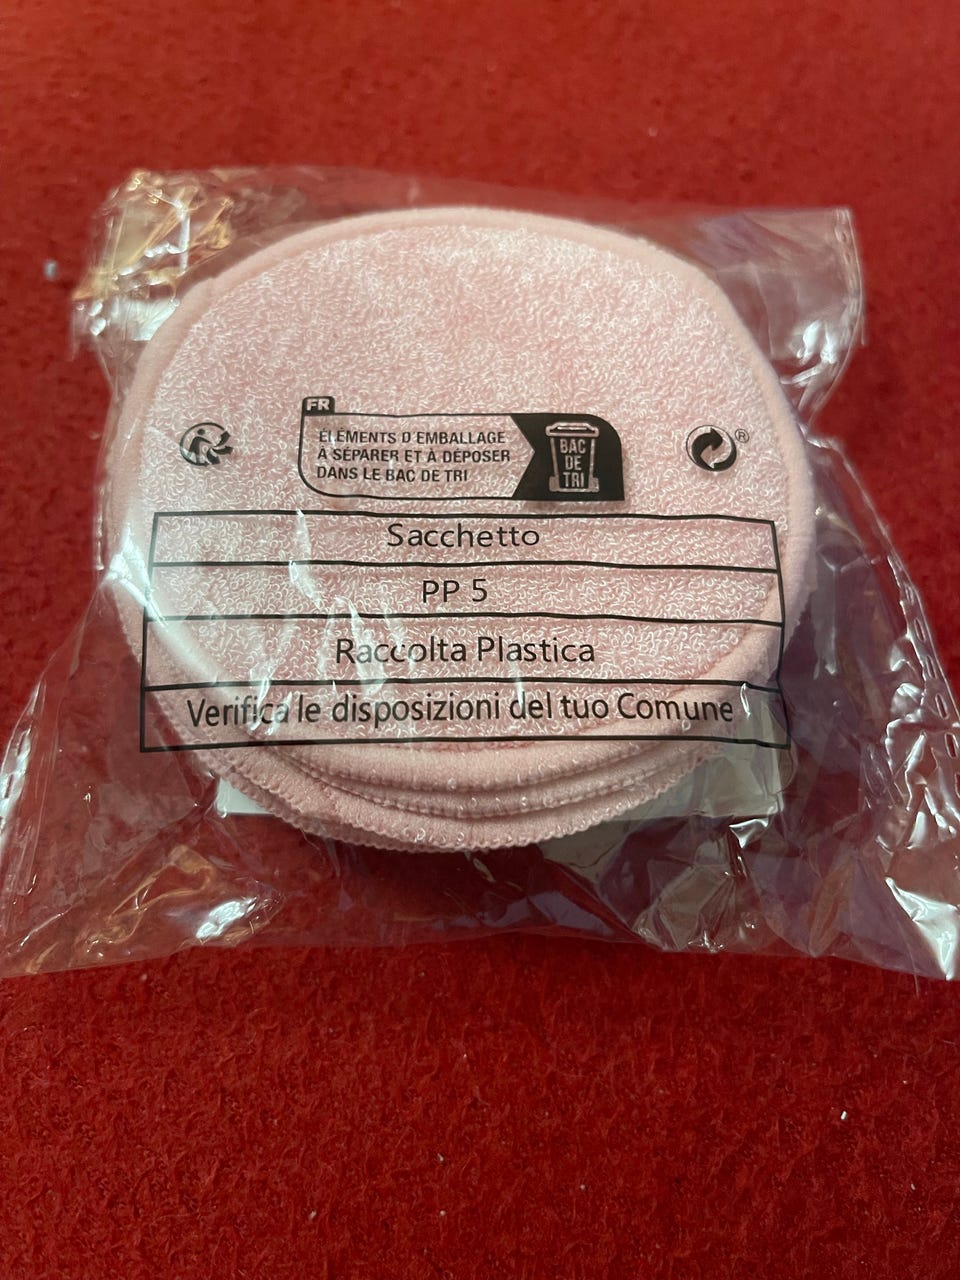 FR
ÉLÉMENTS D'EMBALLAGE
À SÉPARER ET À DÉPOSER
DANS LE BAC DE TRI
BAC
DE
TRI
®
Sacchetto
PP 5
Raccolta Plastica
Verifica le disposizioni del tuo Comune